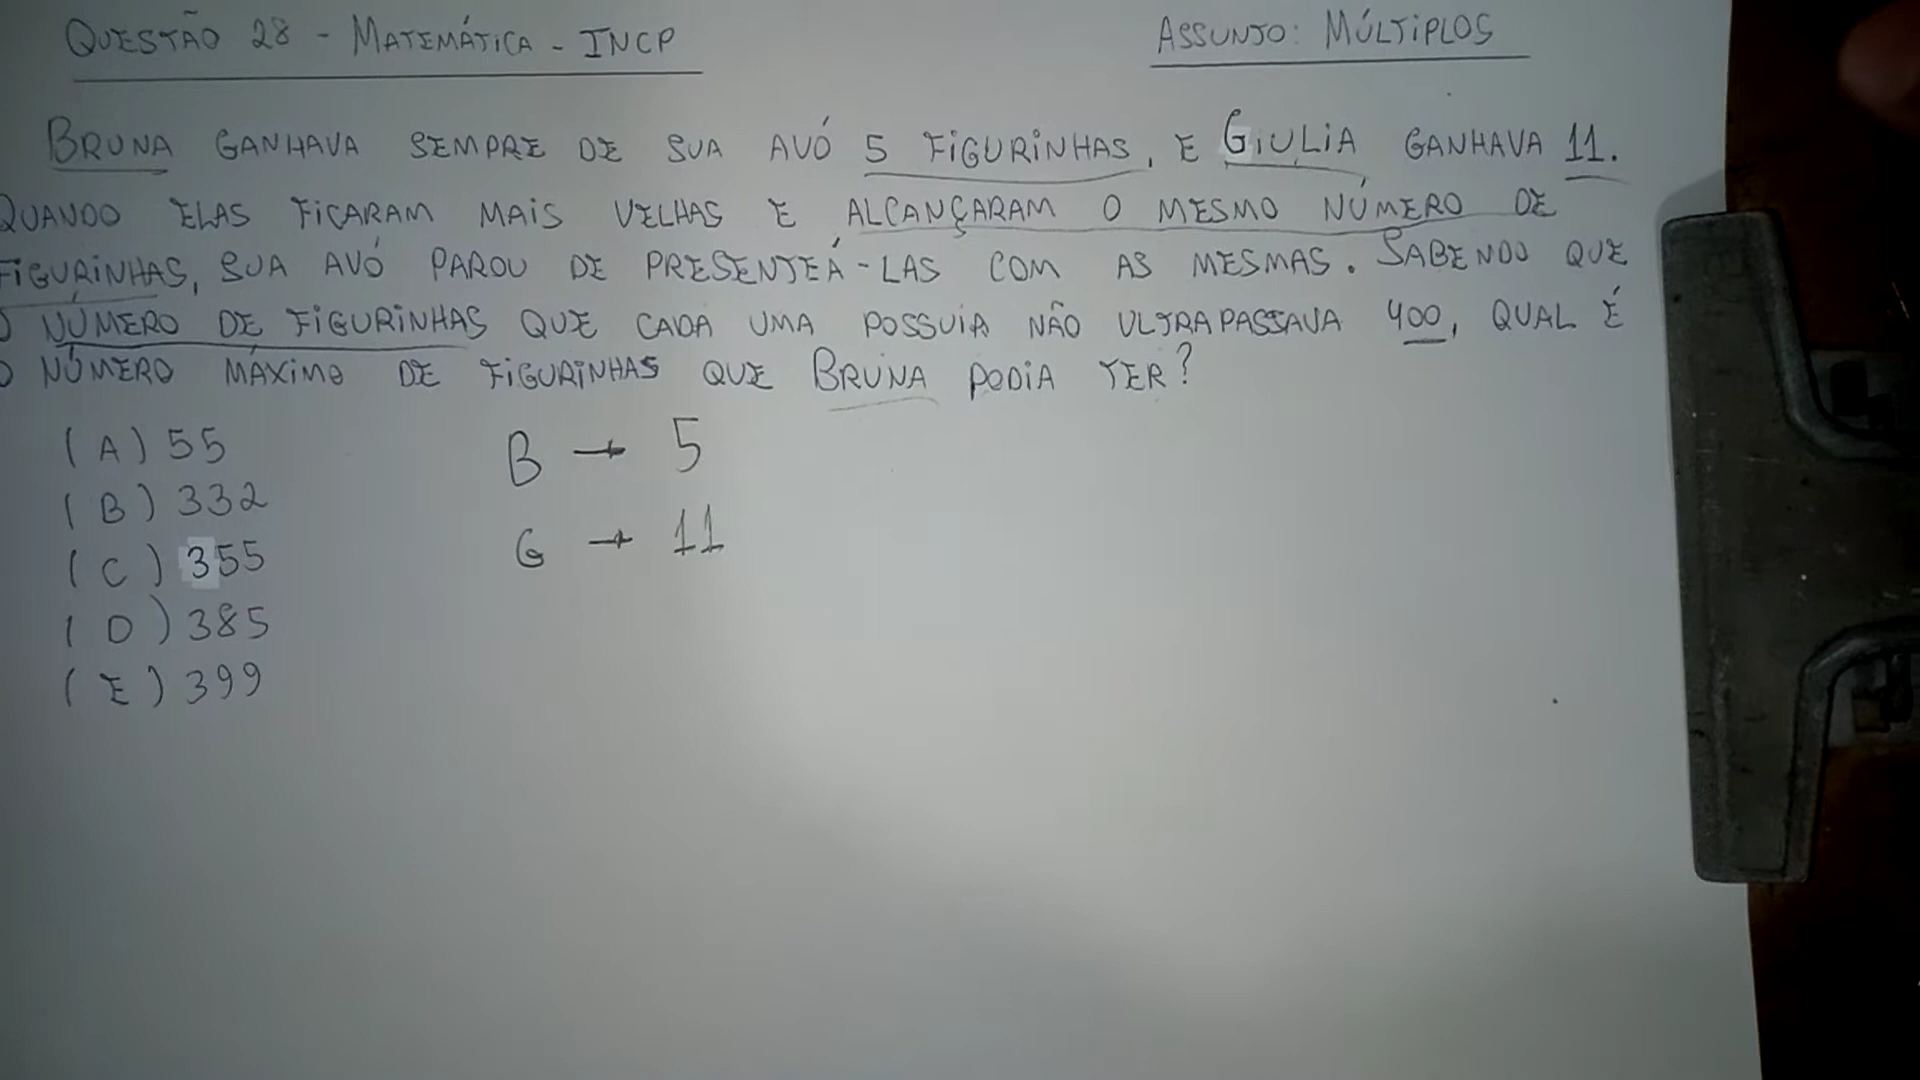 QUESTÃO 28 - MATEMÁTICA - INCP
ASSUNTO: MÚLTIPLOS
BRUNA GANHAVA SEMPRE DE SUA AVÓ 5 FIGURINHAS, E GIULIA GANHAVA 11.
QUANDO ELAS FICARAM MAIS VELHAS E ALCANÇARAM O MESMO NÚMERO DE
FIGURINHAS, SUA AVÓ PAROU DE PRESENTEÁ-LAS COM AS MESMAS. SABENDO QUE
O NÚMERO DE FIGURINHAS QUE CADA UMA POSSUIA NÃO ULTRAPASSAVA 400, QUAL É
O NÚMERO MÁXIMO DE FIGURINHAS QUE BRUNA PODIA TER?
(A) 55
(B) 332
(C) 355
(D) 385
(E) 399
B → 5
G → 11